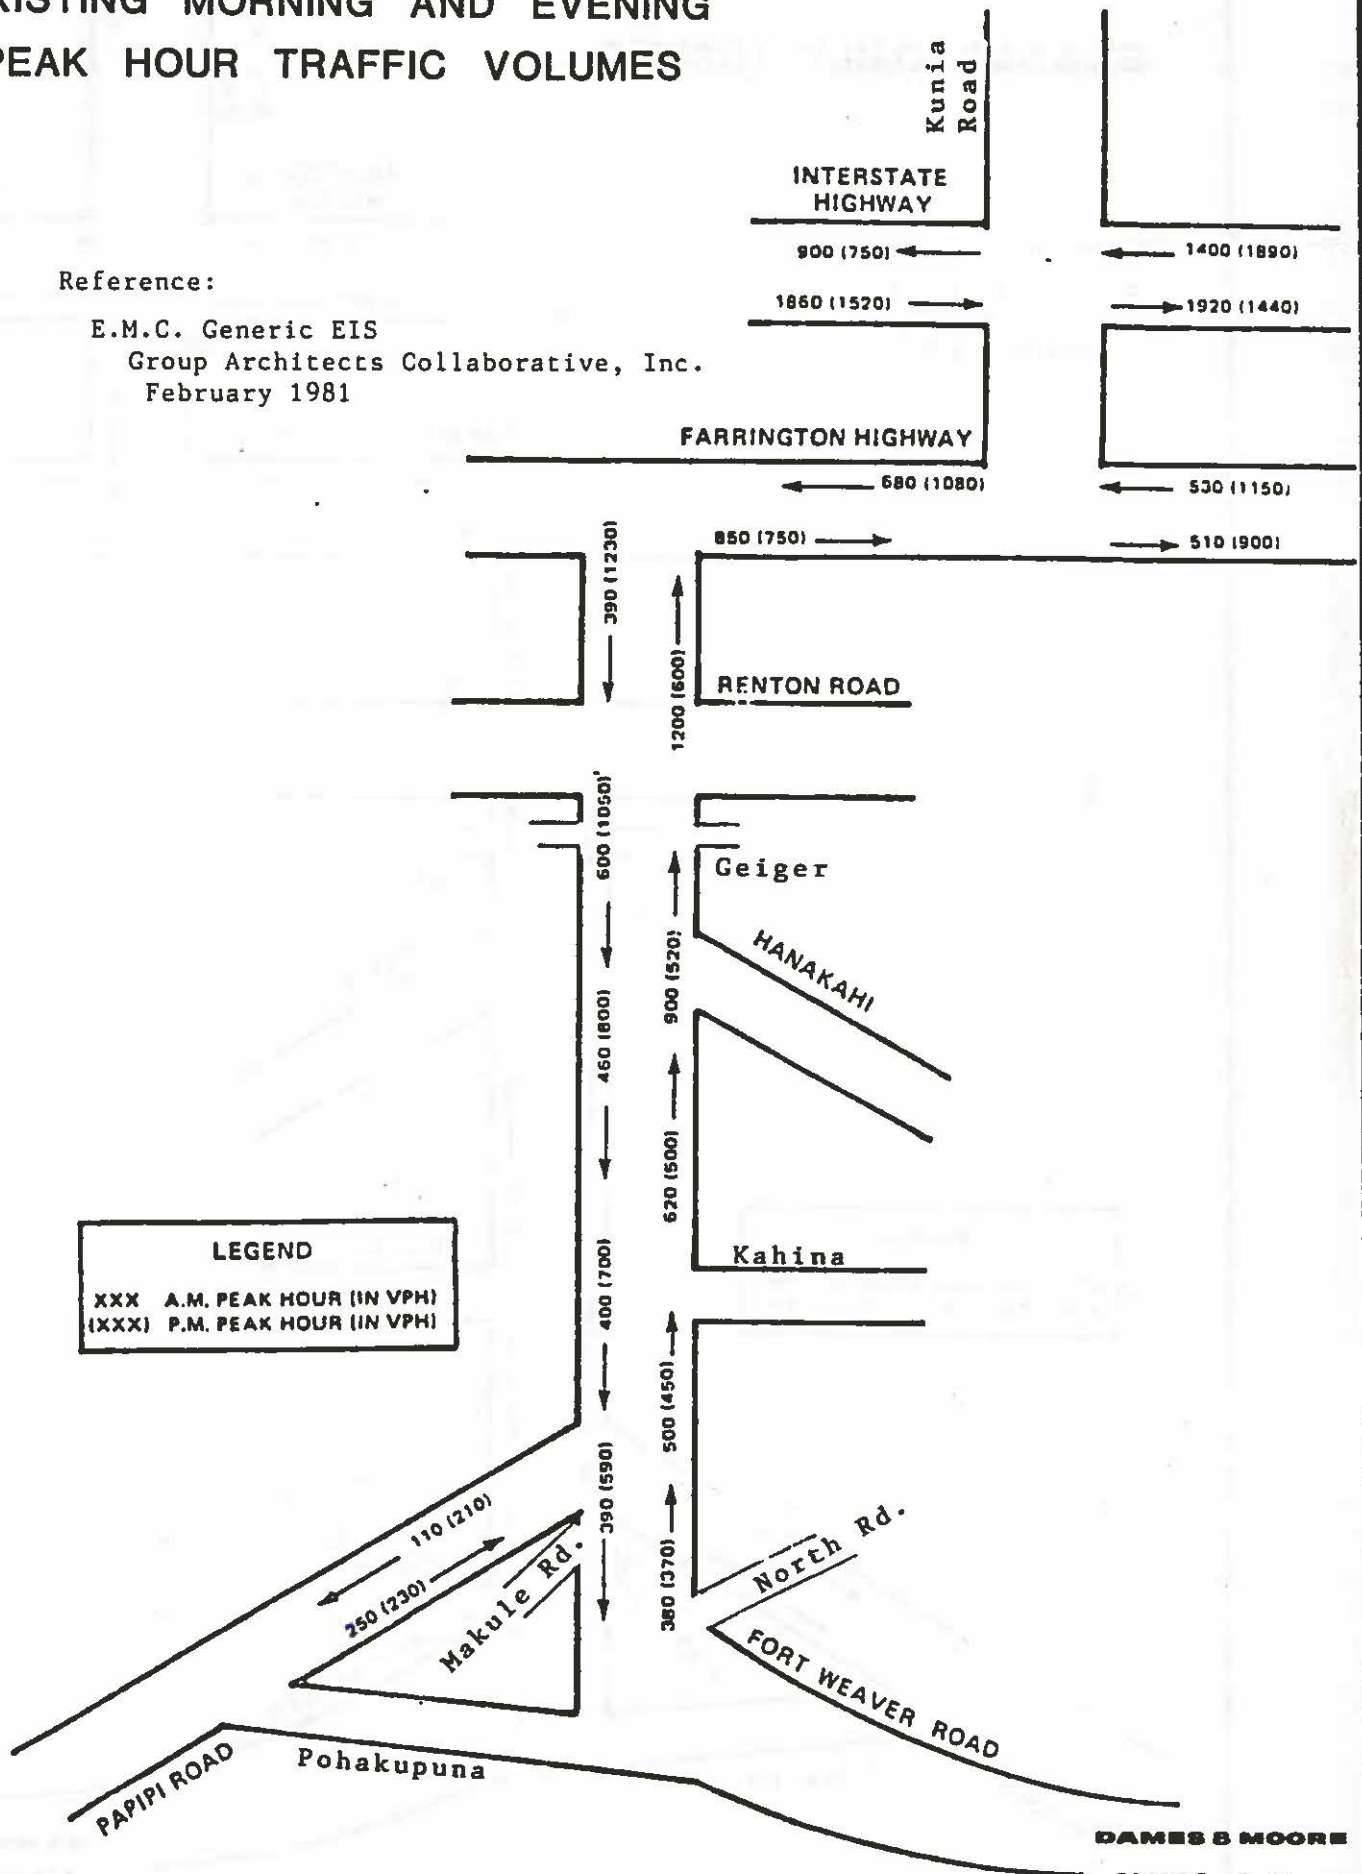 XISTING MORNING AND EVENING
PEAK HOUR TRAFFIC VOLUMES
Kunia
Road
INTERSTATE
HIGHWAY
900 (750)
1400 (1890)
1860 (1520)
1920 (1440)
Reference:
E.M.C. Generic EIS
Group Architects Collaborative, Inc.
February 1981
FARRINGTON HIGHWAY
680 (1080)
530 (1150)
850 (750)
510 (900)
390 (1230)
1200 (600)
RENTON ROAD
600 (1050)
Geiger
HANAKAHI
900 (520)
460 (800)
620 (500)
Kahina
LEGEND
XXX A.M. PEAK HOUR (IN VPH)
(XXX) P.M. PEAK HOUR (IN VPH)
400 (700)
500 (450)
390 (590)
110 (210)
250 (230)
Makule Rd.
380 (370)
North Rd.
FORT WEAVER ROAD
PAPIPI ROAD
Pohakupuna
DAMES & MOORE